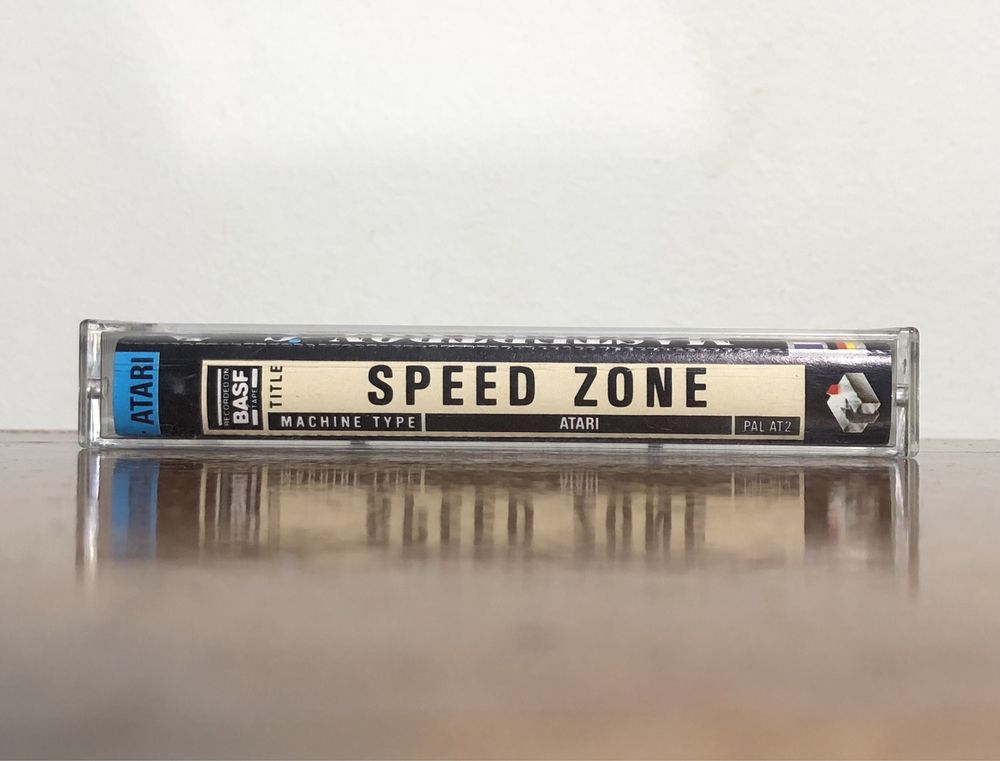 ATARI
RECORDED ON
BASF
TAPE
TITLE
SPEED ZONE
MACHINE TYPE
ATARI
PAL AT2